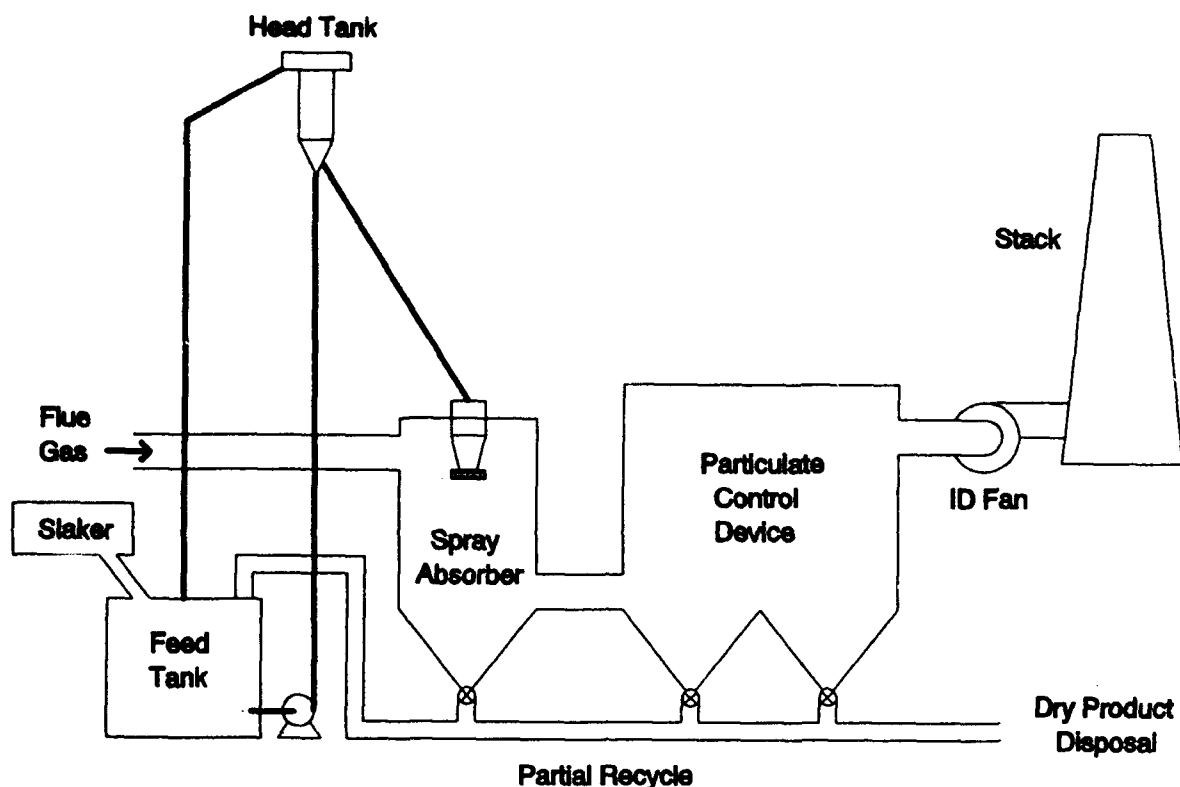 Head Tank
Stack
Flue
Gas
Particulate
Control
Device
ID Fan
Slaker
Spray
Absorber
Feed
Tank
Dry Product
Disposal
Partial Recycle